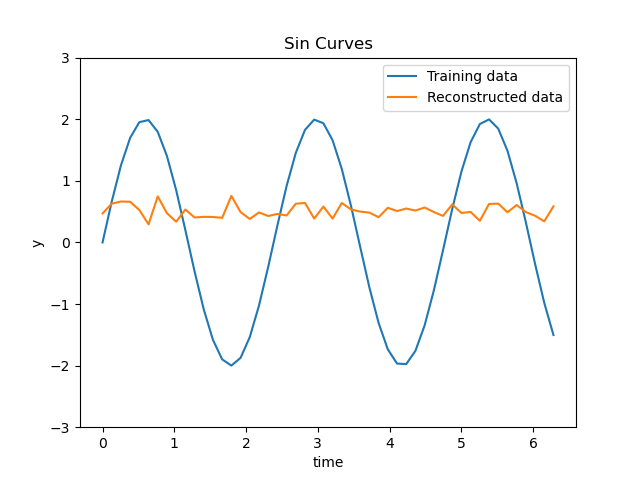 Sin Curves
Training data
Reconstructed data
3
2
1
0
−1
−2
−3
y
0 1 2 3 4 5 6
time